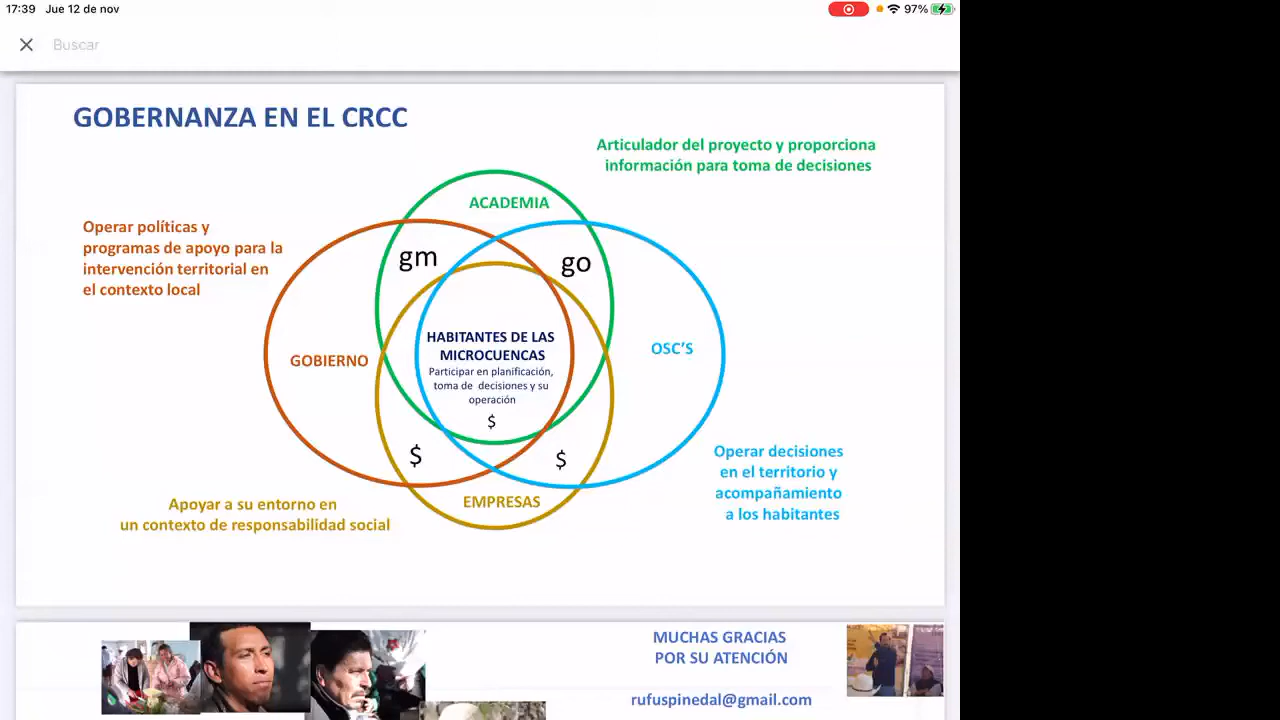 17:39 Jue 12 de nov
97%
Buscar
GOBERNANZA EN EL CRCC
Articulador del proyecto y proporciona
información para toma de decisiones
ACADEMIA
Operar políticas y
programas de apoyo para la
intervención territorial en
el contexto local
gm
go
HABITANTES DE LAS
MICROCUENCAS
Participar en planificación,
toma de decisiones y su
operación
$
GOBIERNO
OSC'S
$
$
Operar decisiones
en el territorio y
acompañamiento
a los habitantes
EMPRESAS
Apoyar a su entorno en
un contexto de responsabilidad social
MUCHAS GRACIAS
POR SU ATENCIÓN
rufuspinedal@gmail.com